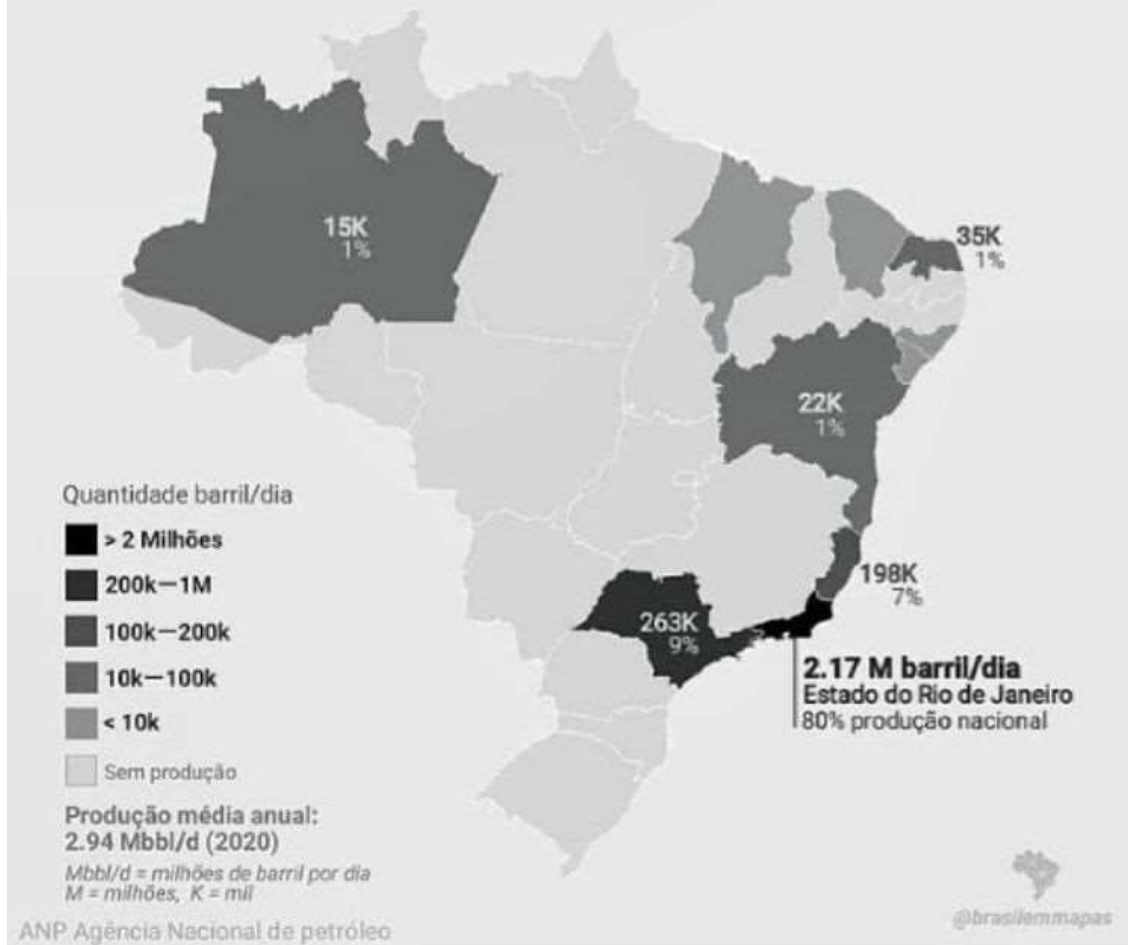 15K
1%
35K
1%
22K
1%
198K
7%
263K
9%
2.17 M barril/dia
Estado do Rio de Janeiro
80% produção nacional
Quantidade barril/dia
> 2 Milhões
200k—1M
100k—200k
10k—100k
< 10k
Sem produção
Produção média anual:
2.94 Mbbl/d (2020)
Mbbl/d = milhões de barril por dia
M = milhões, K = mil
ANP Agência Nacional de petróleo
@brasilemmapas